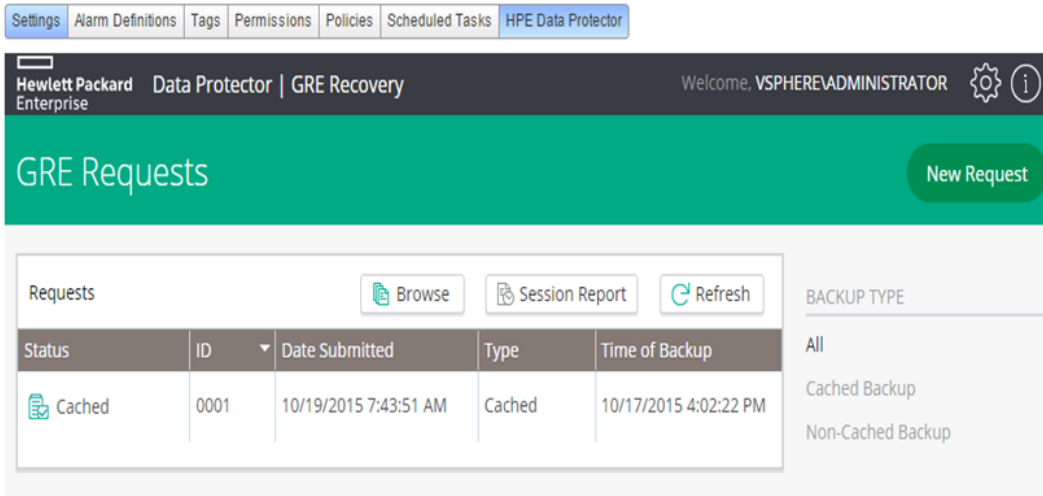 Settings Alarm Definitions Tags Permissions Policies Scheduled Tasks HPE Data Protector
Hewlett Packard
Enterprise
Data Protector | GRE Recovery
Welcome, VSPHERE\ADMINISTRATOR
GRE Requests
New Request
Requests
Browse
Session Report
Refresh
Status ID Date Submitted Type Time of Backup
Cached 0001 10/19/2015 7:43:51 AM Cached 10/17/2015 4:02:22 PM
BACKUP TYPE
All
Cached Backup
Non-Cached Backup